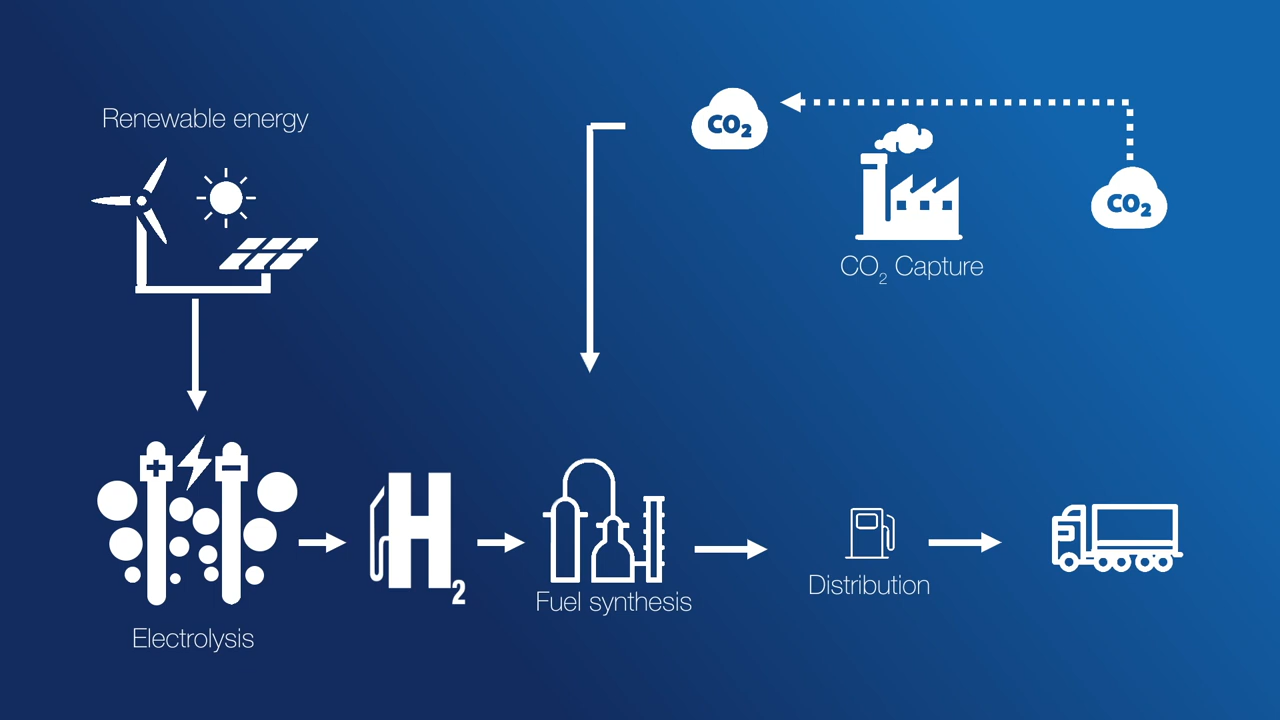 Renewable energy
CO₂
CO₂
CO₂ Capture
H₂
Fuel synthesis
Distribution
Electrolysis